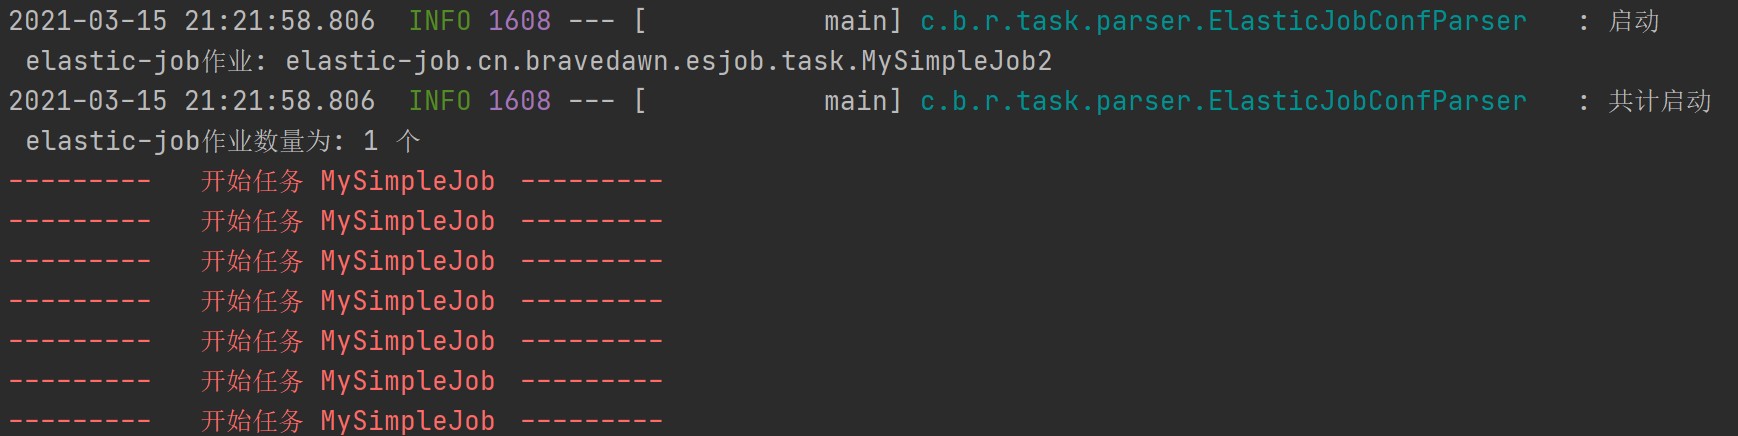 2021-03-15 21:21:58.806  INFO 1608 --- [           main] c.b.r.task.parser.ElasticJobConfParser   : 启动
elastic-job作业: elastic-job.cn.bravedawn.esjob.task.MySimpleJob2
2021-03-15 21:21:58.806  INFO 1608 --- [           main] c.b.r.task.parser.ElasticJobConfParser   : 共计启动
elastic-job作业数量为: 1 个
---------   开始任务 MySimpleJob ---------
---------   开始任务 MySimpleJob ---------
---------   开始任务 MySimpleJob ---------
---------   开始任务 MySimpleJob ---------
---------   开始任务 MySimpleJob ---------
---------   开始任务 MySimpleJob ---------
---------   开始任务 MySimpleJob ---------